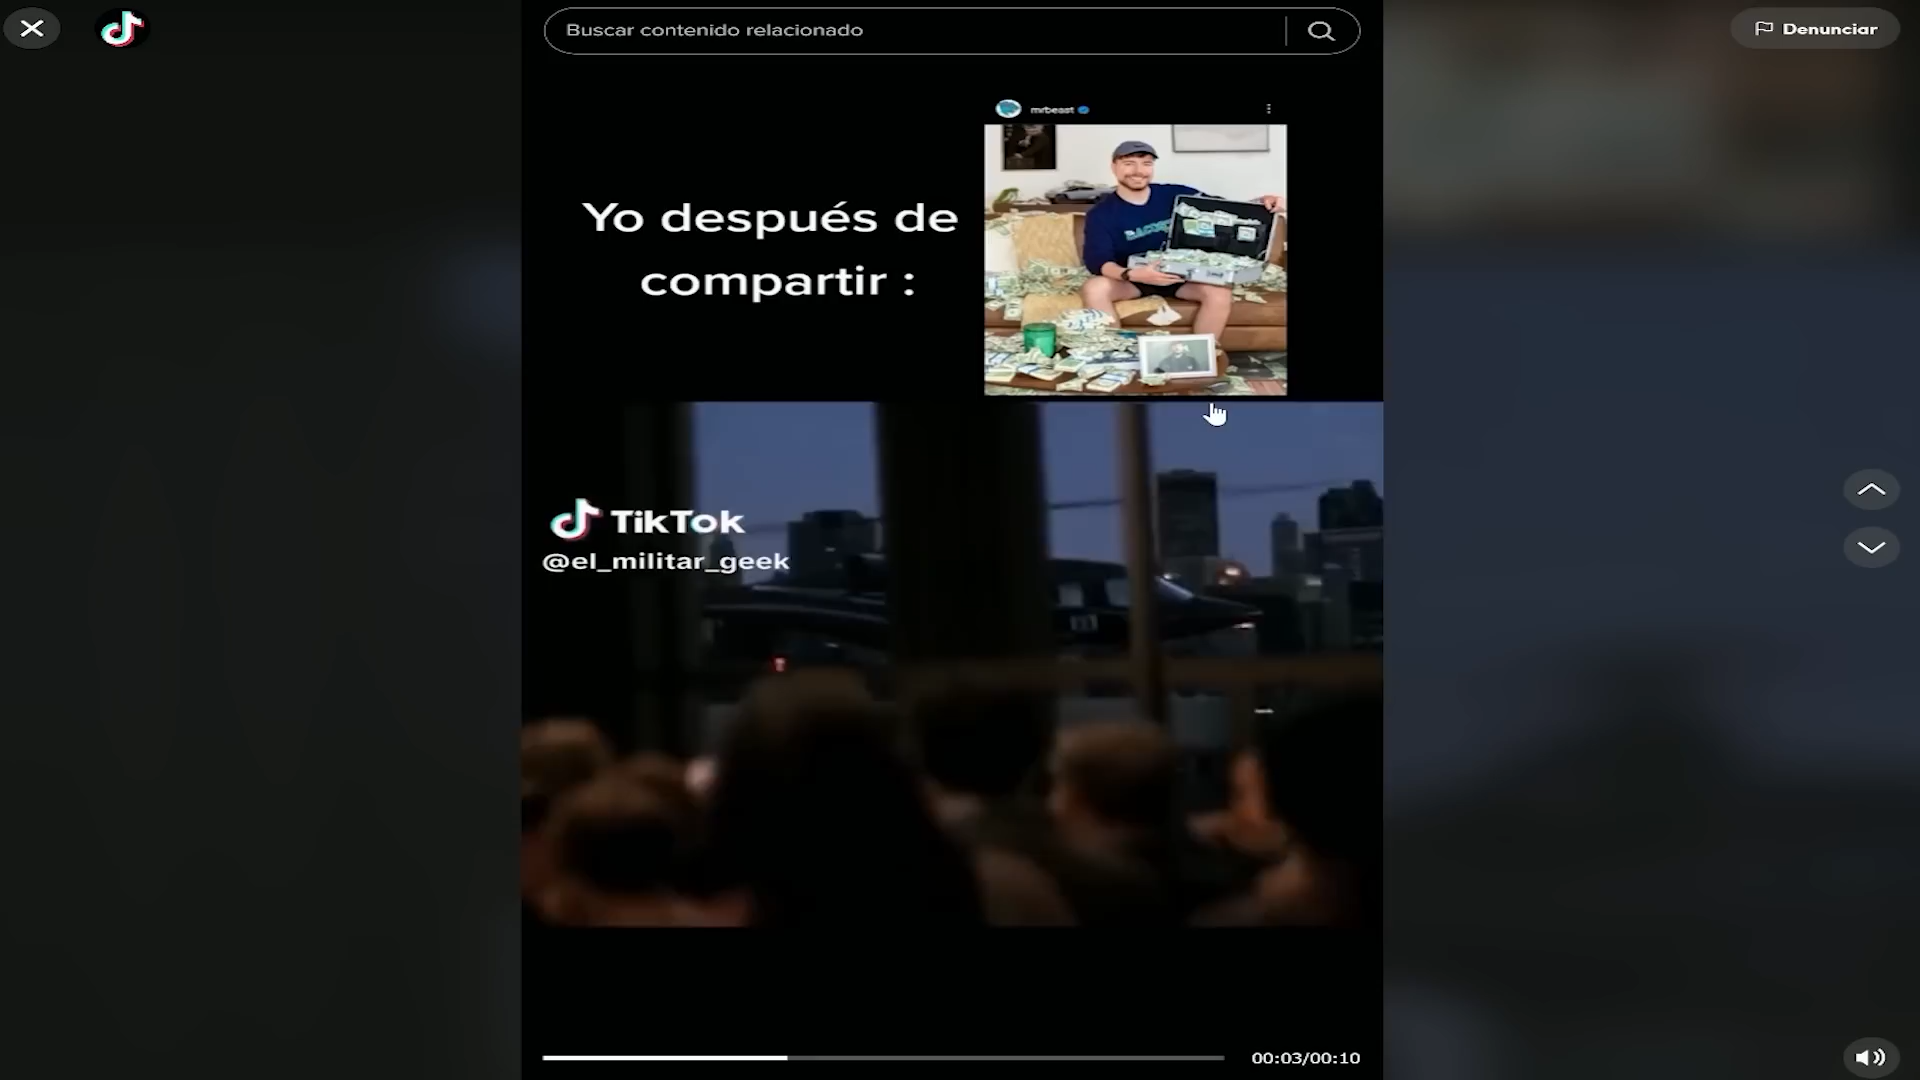 Buscar contenido relacionado
Denunciar
mrbeast
Yo después de
compartir :
TikTok
@el_militar_geek
00:03/00:10